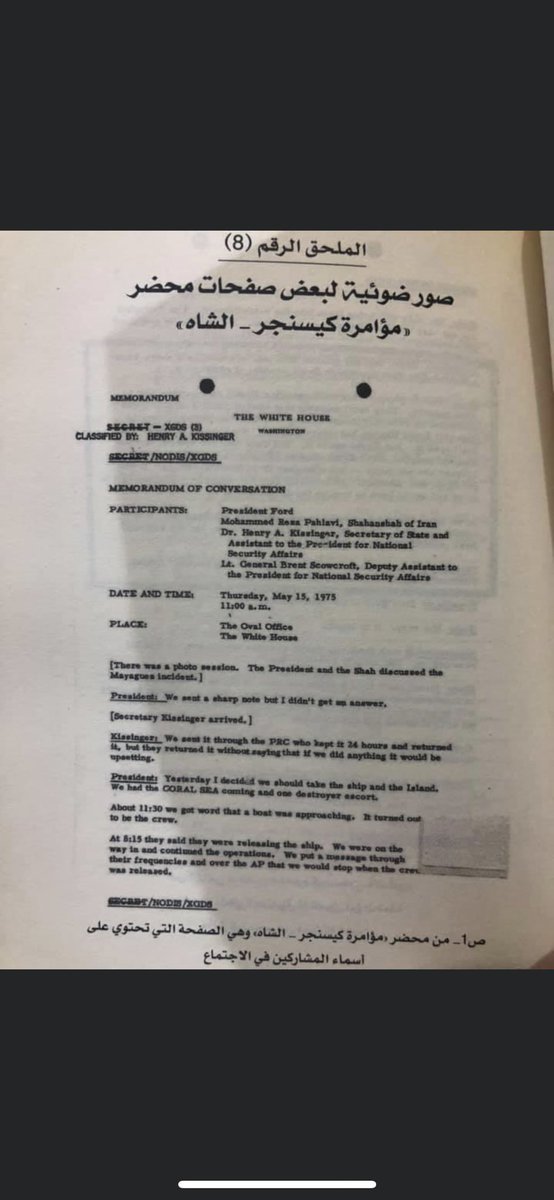 الملحق الرقم (8)
صور ضوئية لبعض صفحات محضر
«مؤامرة كيسنجر - الشاه»
MEMORANDUM
THE WHITE HOUSE
WASHINGTON
SECRET - XGDS (3)
CLASSIFIED BY: HENRY A. KISSINGER
SECRET/NODIS/XGDS
MEMORANDUM OF CONVERSATION
PARTICIPANTS: President Ford
Mohammed Reza Pahlavi, Shahanshah of Iran
Dr. Henry A. Kissinger, Secretary of State and
Assistant to the President for National
Security Affairs
Lt. General Brent Scowcroft, Deputy Assistant to
the President for National Security Affairs
DATE AND TIME: Thursday, May 15, 1975
11:00 a.m.
PLACE: The Oval Office
The White House
[There was a photo session. The President and the Shah discussed the
Mayaguez incident.]
President: We sent a sharp note but I didn't get an answer.
[Secretary Kissinger arrived.]
Kissinger: We sent it through the PRC who kept it 24 hours and returned
it, but they returned it without saying that if we did anything it would be
upsetting.
President: Yesterday I decided we should take the ship and the Island.
We had the CORAL SEA coming and one destroyer escort.
About 11:30 we got word that a boat was approaching. It turned out
to be the crew.
At 8:15 they said they were releasing the ship. We were on the
way in and continued the operations. We put a message through
their frequencies and over the AP that we would stop when the crew
was released.
SECRET/NODIS/XGDS
ص1- من محضر «مؤامرة كيسنجر - الشاه» وهي الصفحة التي تحتوي على
اسماء المشاركين في الاجتماع